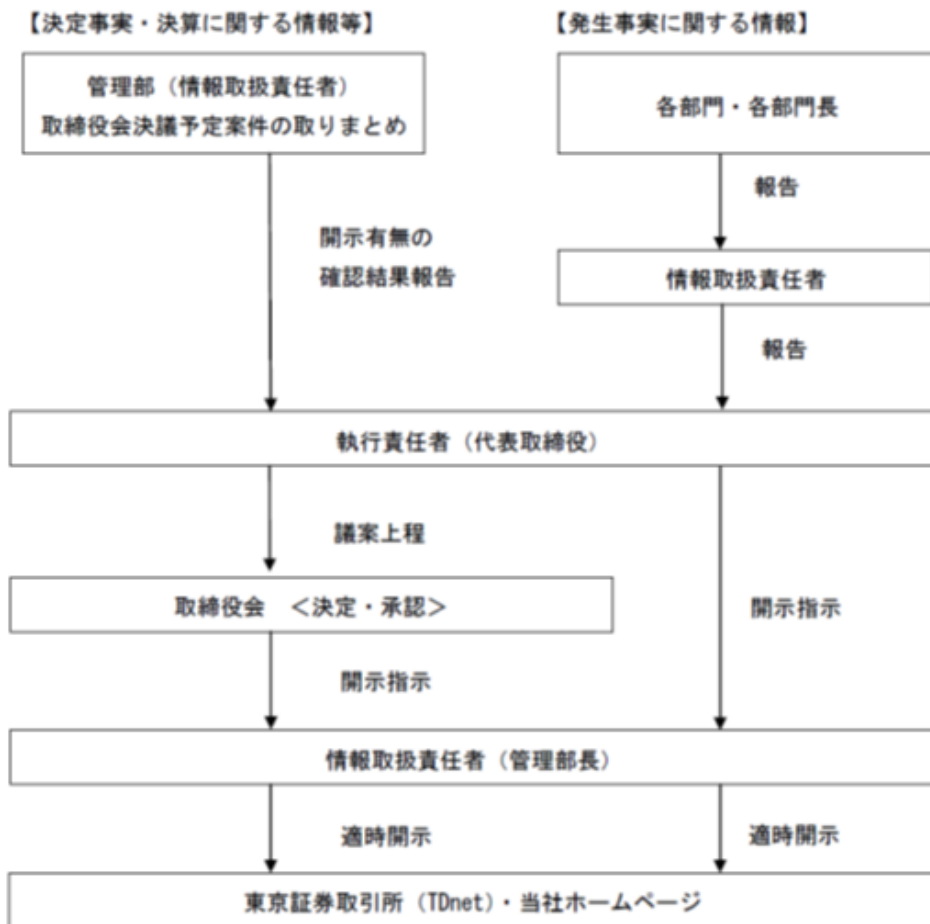 【決定事実・決算に関する情報等】
【発生事実に関する情報】
管理部（情報取扱責任者）
取締役会決議予定案件の取りまとめ
各部門・各部門長
報告
開示有無の
確認結果報告
情報取扱責任者
報告
執行責任者（代表取締役）
議案上程
取締役会　＜決定・承認＞
開示指示
開示指示
情報取扱責任者（管理部長）
適時開示
適時開示
東京証券取引所（TDnet）・当社ホームページ